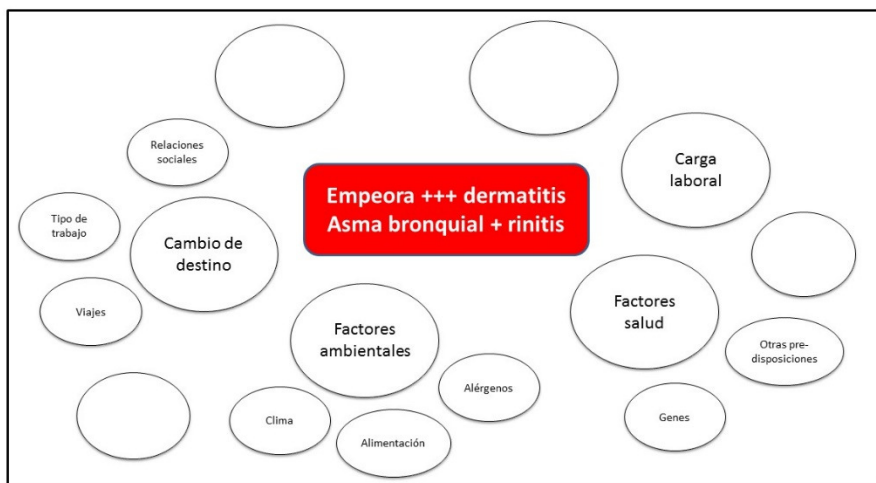 Relaciones
sociales
Carga
laboral
Empeora +++ dermatitis
Asma bronquial + rinitis
Tipo de
trabajo
Cambio de
destino
Viajes
Factores
ambientales
Factores
salud
Otras pre-
disposiciones
Alérgenos
Clima
Alimentación
Genes